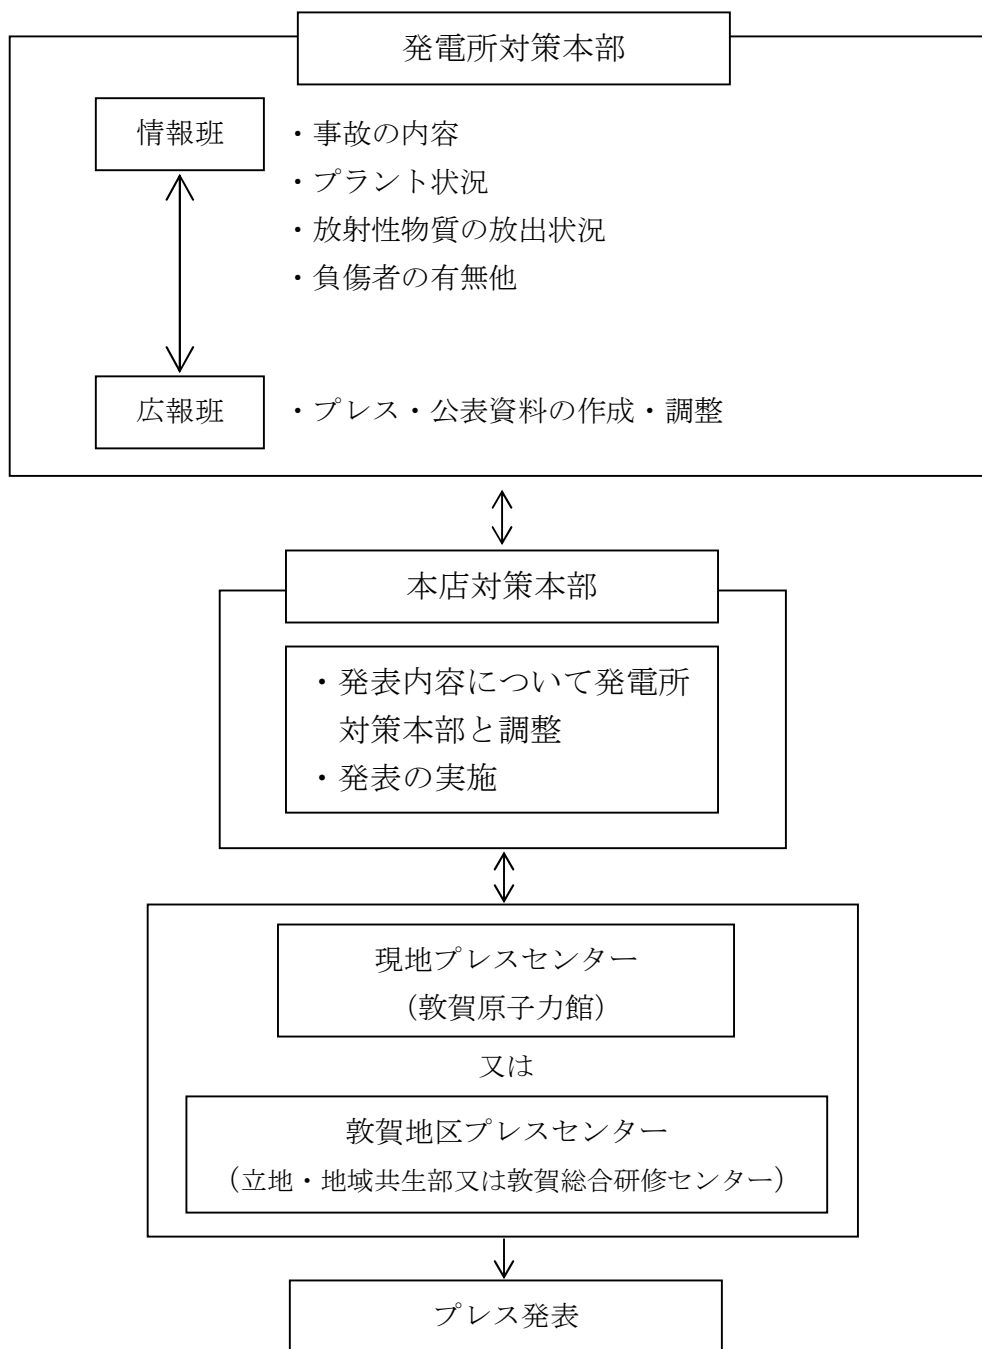 発電所対策本部
情報班
・事故の内容
・プラント状況
・放射性物質の放出状況
・負傷者の有無他
広報班
・プレス・公表資料の作成・調整
本店対策本部
・発表内容について発電所
対策本部と調整
・発表の実施
現地プレスセンター
（敦賀原子力館）
又は
敦賀地区プレスセンター
（立地・地域共生部又は敦賀総合研修センター）
プレス発表